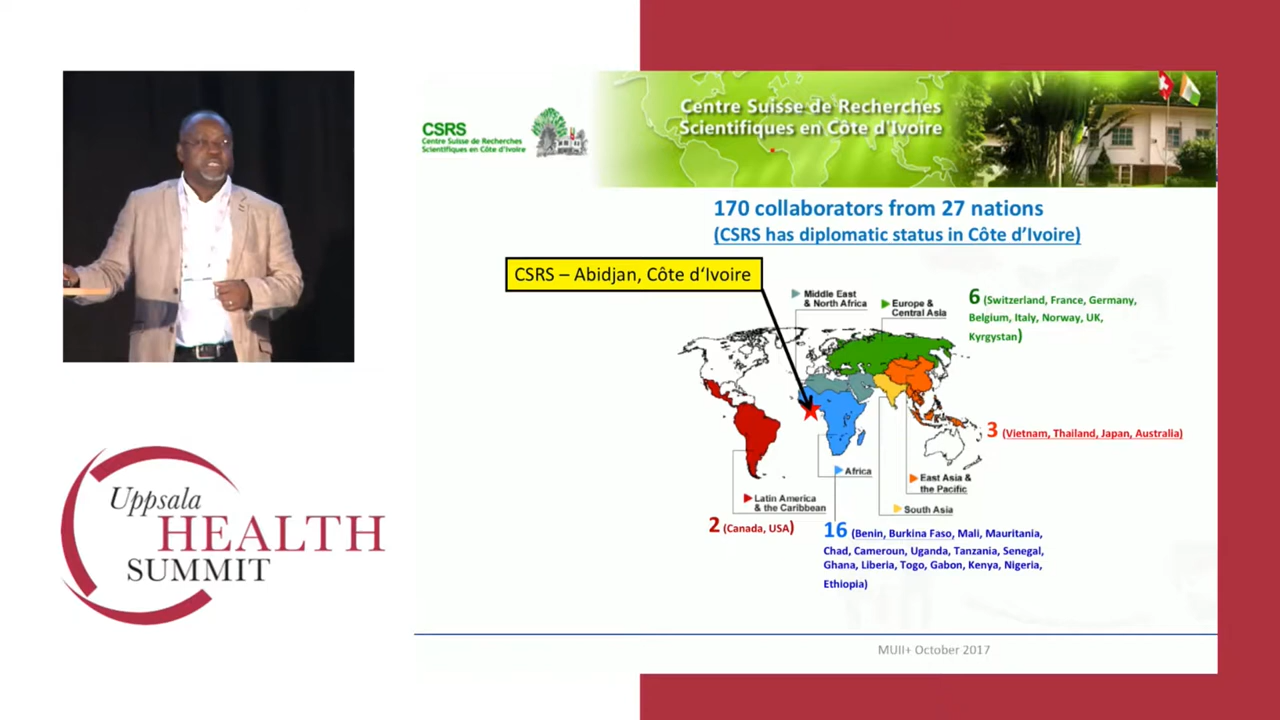 CSRS
Centre Suisse de Recherches
Scientifiques en Côte d'Ivoire
Centre Suisse de Recherches
Scientifiques en Côte d'Ivoire
170 collaborators from 27 nations
(CSRS has diplomatic status in Côte d'Ivoire)
CSRS – Abidjan, Côte d'Ivoire
Middle East
& North Africa
Europe &
Central Asia
6 (Switzerland, France, Germany,
Belgium, Italy, Norway, UK,
Kyrgystan)
3 (Vietnam, Thailand, Japan, Australia)
Africa
East Asia &
the Pacific
Latin America
& the Caribbean
South Asia
2 (Canada, USA)
16 (Benin, Burkina Faso, Mali, Mauritania,
Chad, Cameroun, Uganda, Tanzania, Senegal,
Ghana, Liberia, Togo, Gabon, Kenya, Nigeria,
Ethiopia)
MUII+ October 2017
Uppsala
HEALTH
SUMMIT